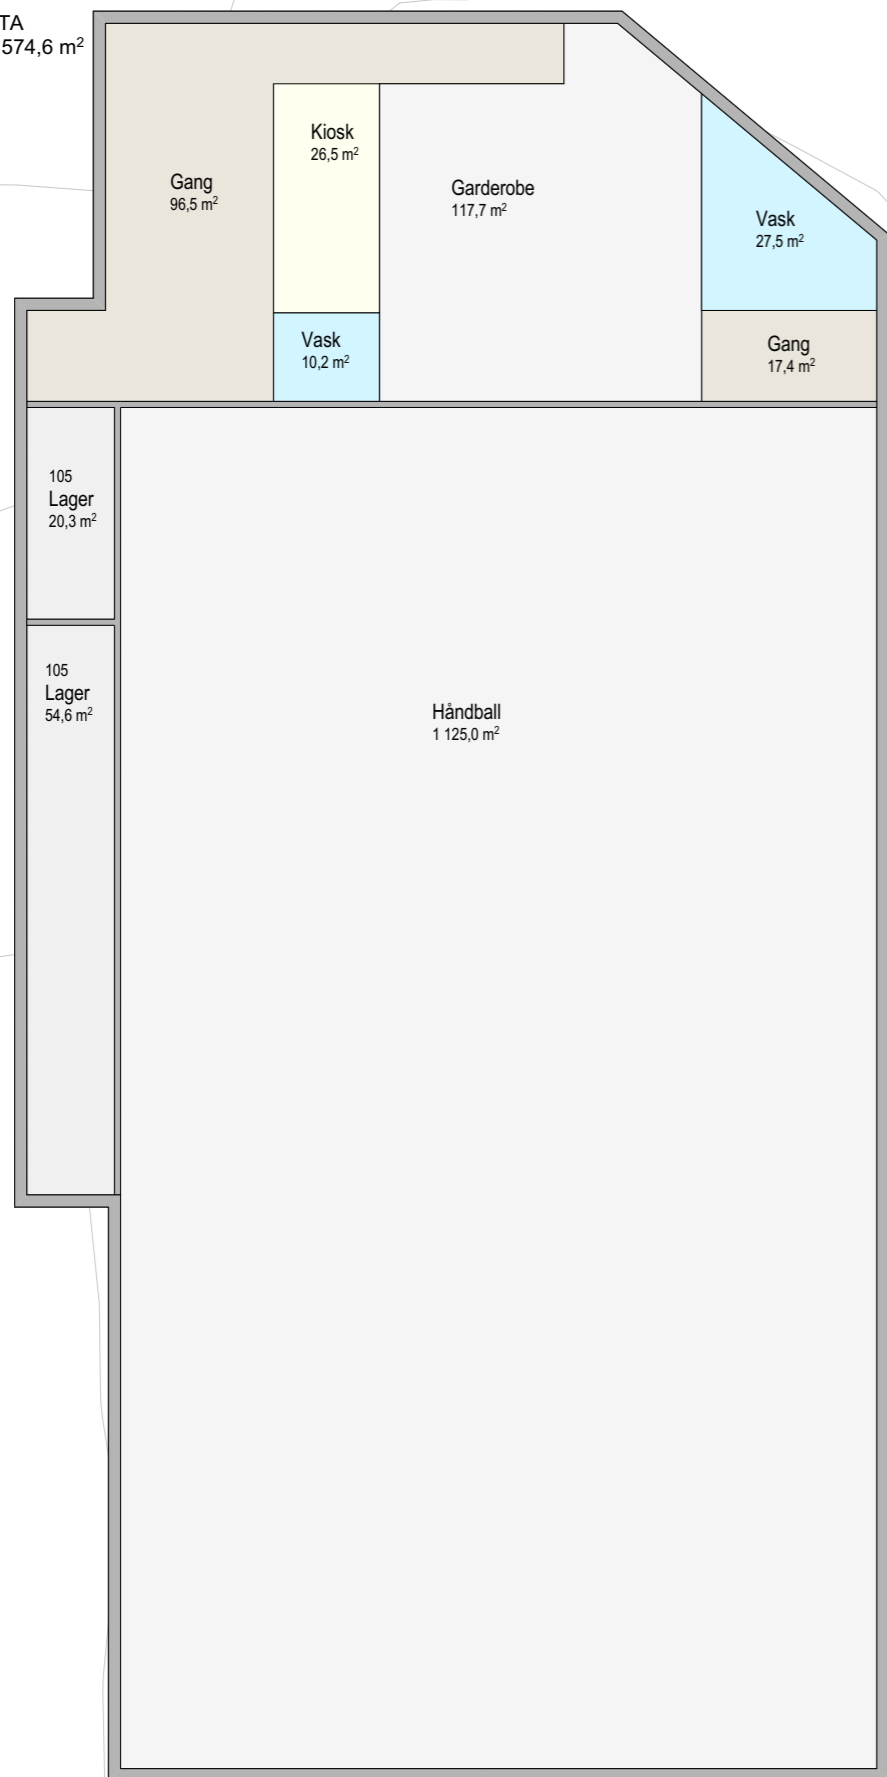 TA
574,6 m²
Kiosk
26,5 m²
Gang
96,5 m²
Garderobe
117,7 m²
Vask
27,5 m²
Vask
10,2 m²
Gang
17,4 m²
105
Lager
20,3 m²
105
Lager
54,6 m²
Håndball
1 125,0 m²